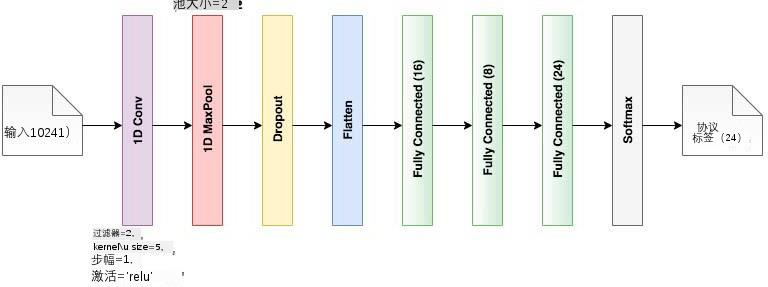 池大小=2
输入10241）
1D Conv
1D MaxPool
Dropout
Flatten
Fully Connected (16)
Fully Connected (8)
Fully Connected (24)
Softmax
协议
标签（24）
过滤器=2,
kernel\u size=5,
步幅=1,
激活='relu'